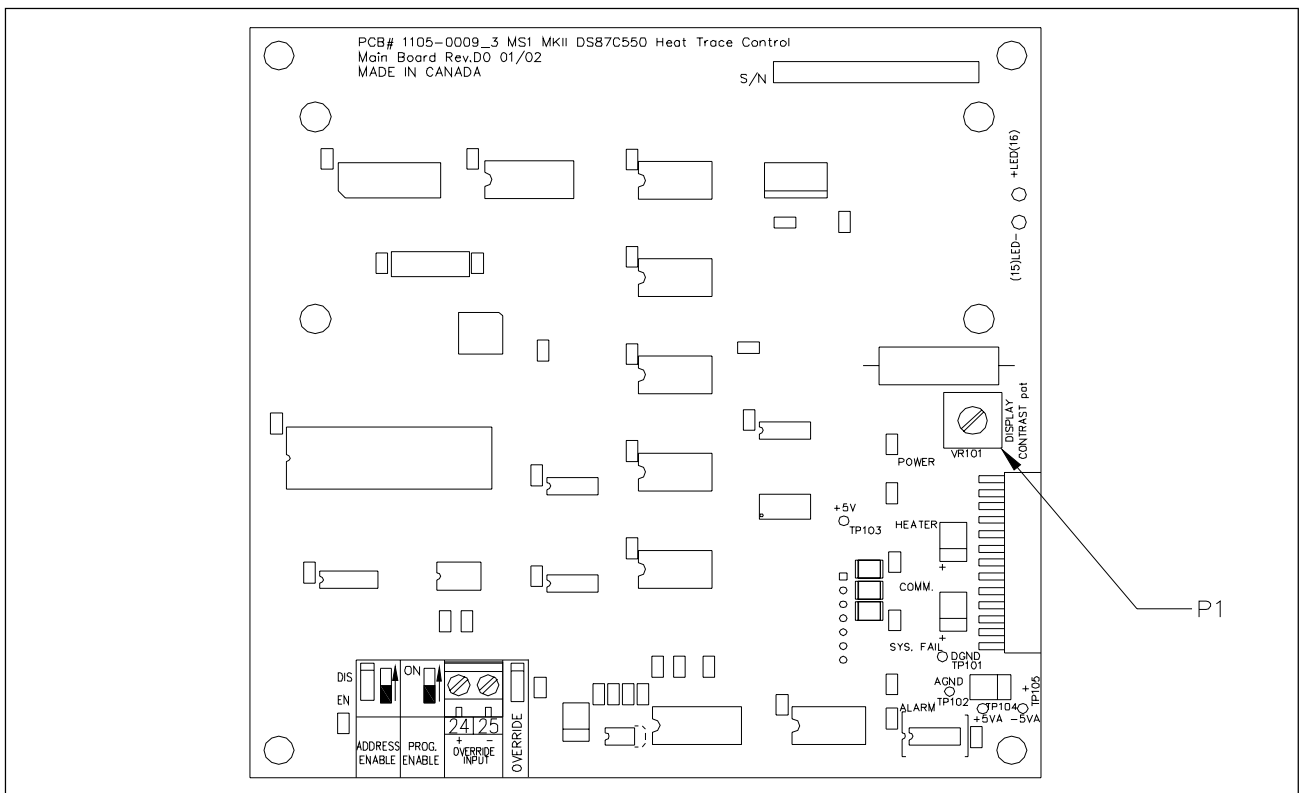 PCB# 1105-0009_3 MS1 MKII DS87C550 Heat Trace Control
Main Board Rev.D0 01/02
MADE IN CANADA
S/N
+LED(16)
(15)LED-
DISPLAY
CONTRAST pot
VR101
POWER
+5V
TP103
HEATER
+
COMM.
P1
+
SYS. FAIL
DGND
TP101
AGND
TP102
ALARM
TP104
+5VA
+
TP105
-5VA
DIS
EN
ON
24 25
+ -
ADDRESS
ENABLE
PROG.
ENABLE
OVERRIDE
INPUT
OVERRIDE